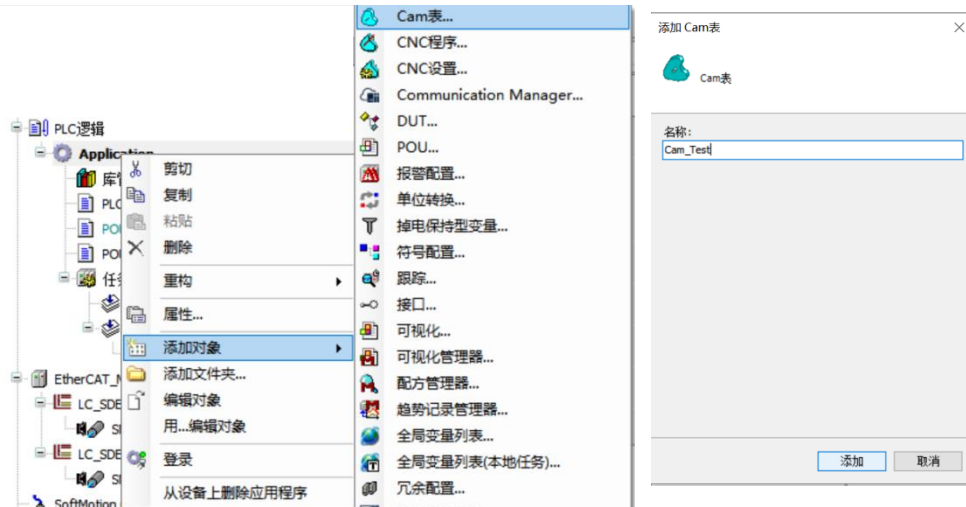 PLC逻辑
Application
库
PLC
POU
POU
任务
EtherCAT_M
LC_SDE
LC_SDE
SoftMotion
剪切
复制
粘贴
删除
重构
属性...
添加对象
添加文件夹...
编辑对象
用...编辑对象
登录
从设备上删除应用程序
Cam表...
CNC程序...
CNC设置...
Communication Manager...
DUT...
POU...
报警配置...
单位转换...
掉电保持型变量...
符号配置...
跟踪...
接口...
可视化...
可视化管理器...
配方管理器...
趋势记录管理器...
全局变量列表...
全局变量列表(本地任务)...
冗余配置...
添加 Cam表
Cam表
名称:
Cam_Test
添加
取消